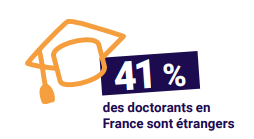 41 %
des doctorants en
France sont étrangers